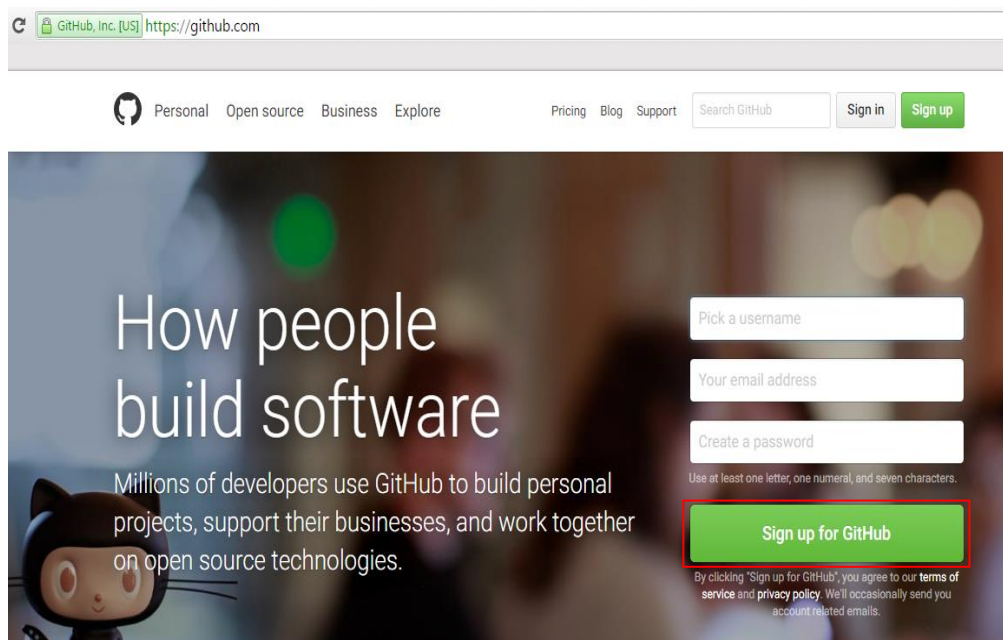 GitHub, Inc. [US] https://github.com
Personal Open source Business Explore Pricing Blog Support Search GitHub Sign in Sign up
How people
build software
Millions of developers use GitHub to build personal
projects, support their businesses, and work together
on open source technologies.
Pick a username
Your email address
Create a password
Use at least one letter, one numeral, and seven characters.
Sign up for GitHub
By clicking "Sign up for GitHub", you agree to our terms of
service and privacy policy. We'll occasionally send you
account related emails.